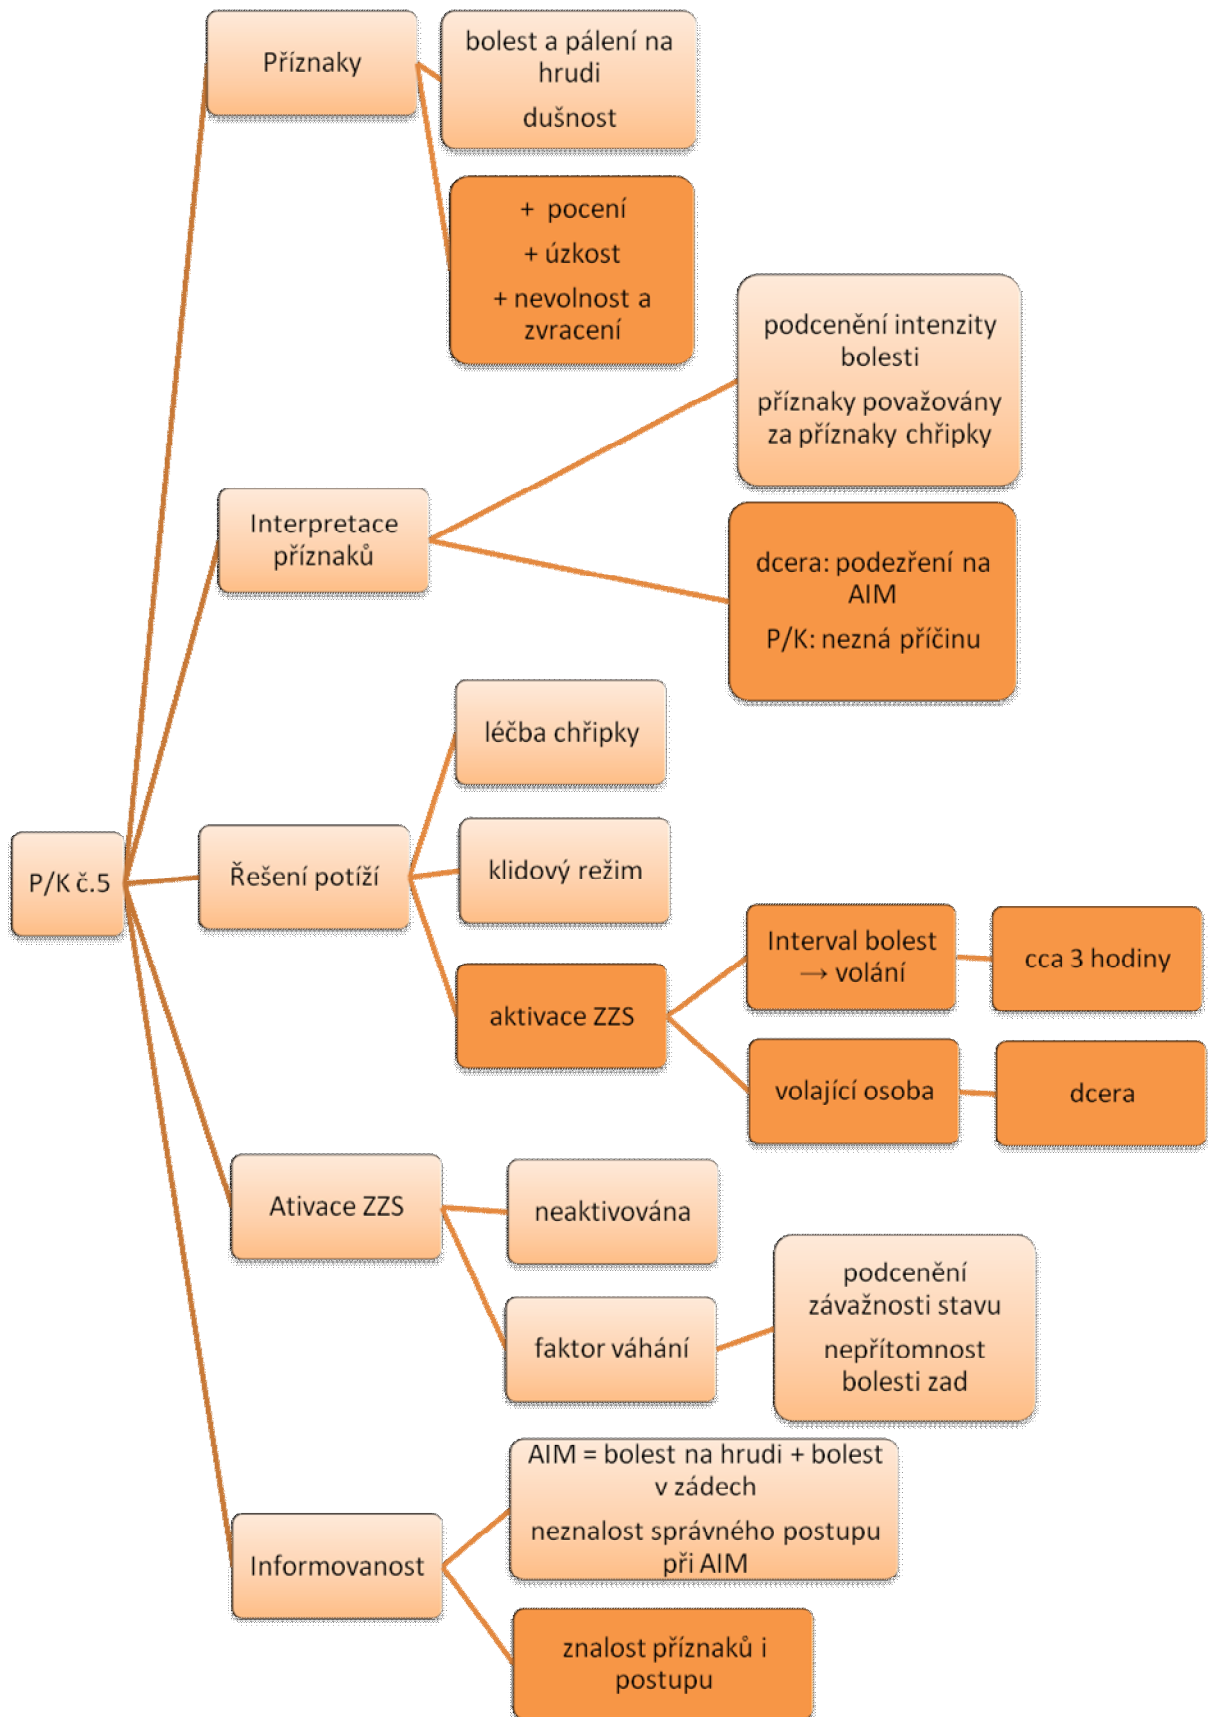 Příznaky
bolest a pálení na
hrudi
dušnost
+ pocení
+ úzkost
+ nevolnost a
zvracení
Interpretace
příznaků
podcenění intenzity
bolesti
příznaky považovány
za příznaky chřipky
dcera: podezření na
AIM
P/K: nezná příčinu
P/K č.5
Řešení potíží
léčba chřipky
klidový režim
aktivace ZZS
Interval bolest
→ volání
cca 3 hodiny
volající osoba
dcera
Ativace ZZS
neaktivována
faktor váhání
podcenění
závažnosti stavu
nepřítomnost
bolesti zad
Informovanost
AIM = bolest na hrudi + bolest
v zádech
neznalost správného postupu
při AIM
znalost příznaků i
postupu